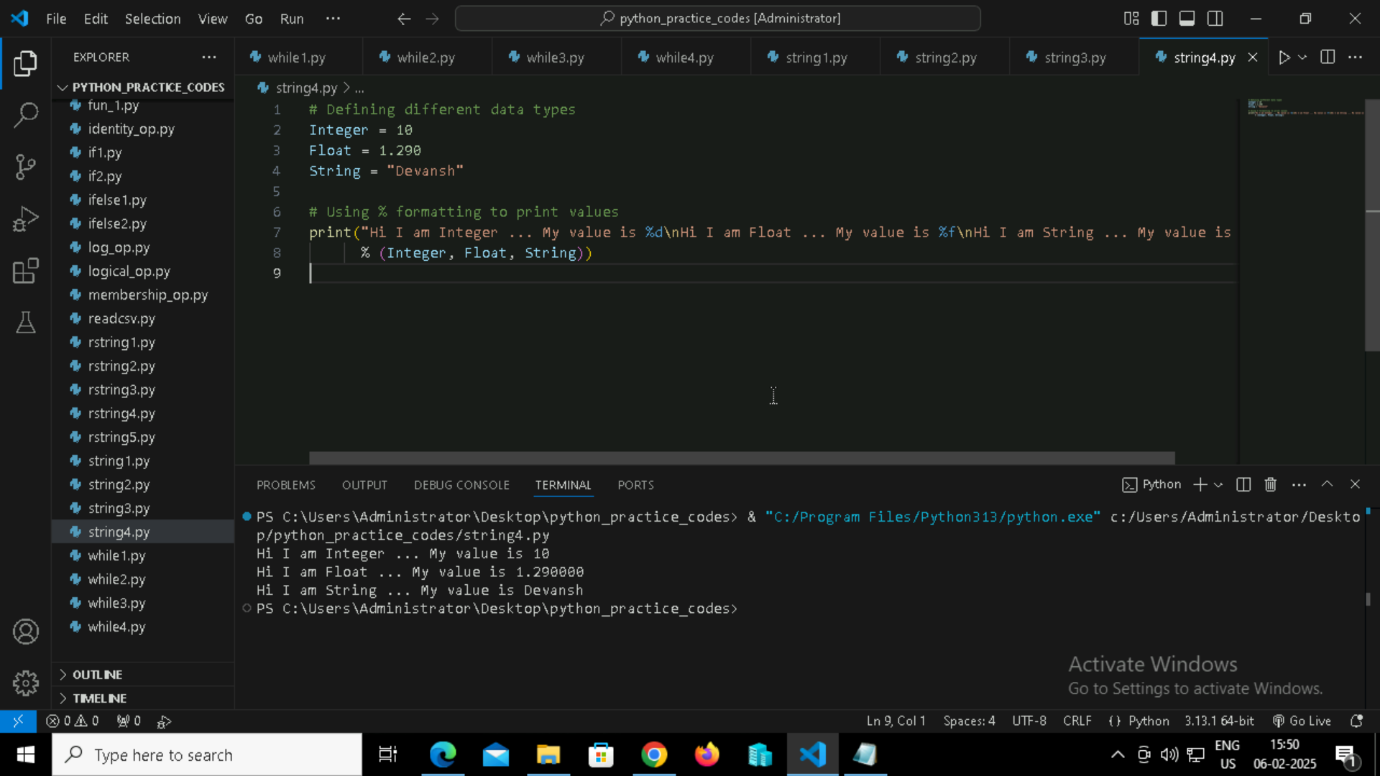 File Edit Selection View Go Run ... python_practice_codes [Administrator]
EXPLORER ... while1.py while2.py while3.py while4.py string1.py string2.py string3.py string4.py
PYTHON_PRACTICE_CODES
string4.py > ...
fun_1.py
identity_op.py
if1.py
if2.py
ifelse1.py
ifelse2.py
log_op.py
logical_op.py
membership_op.py
readcsv.py
rstring1.py
rstring2.py
rstring3.py
rstring4.py
rstring5.py
string1.py
string2.py
string3.py
string4.py
while1.py
while2.py
while3.py
while4.py
OUTLINE
TIMELINE
1 # Defining different data types
2 Integer = 10
3 Float = 1.290
4 String = "Devansh"
5
6 # Using % formatting to print values
7 print("Hi I am Integer ... My value is %d\nHi I am Float ... My value is %f\nHi I am String ... My value is
8 % (Integer, Float, String))
9
PROBLEMS OUTPUT DEBUG CONSOLE TERMINAL PORTS Python
PS C:\Users\Administrator\Desktop\python_practice_codes> & "C:/Program Files/Python313/python.exe" c:/Users/Administrator/Deskto
p/python_practice_codes/string4.py
Hi I am Integer ... My value is 10
Hi I am Float ... My value is 1.290000
Hi I am String ... My value is Devansh
PS C:\Users\Administrator\Desktop\python_practice_codes>
Activate Windows
Go to Settings to activate Windows.
0 0 0 Ln 9, Col 1 Spaces: 4 UTF-8 CRLF {} Python 3.13.1 64-bit Go Live
Type here to search ENG US 15:50 06-02-2025 1